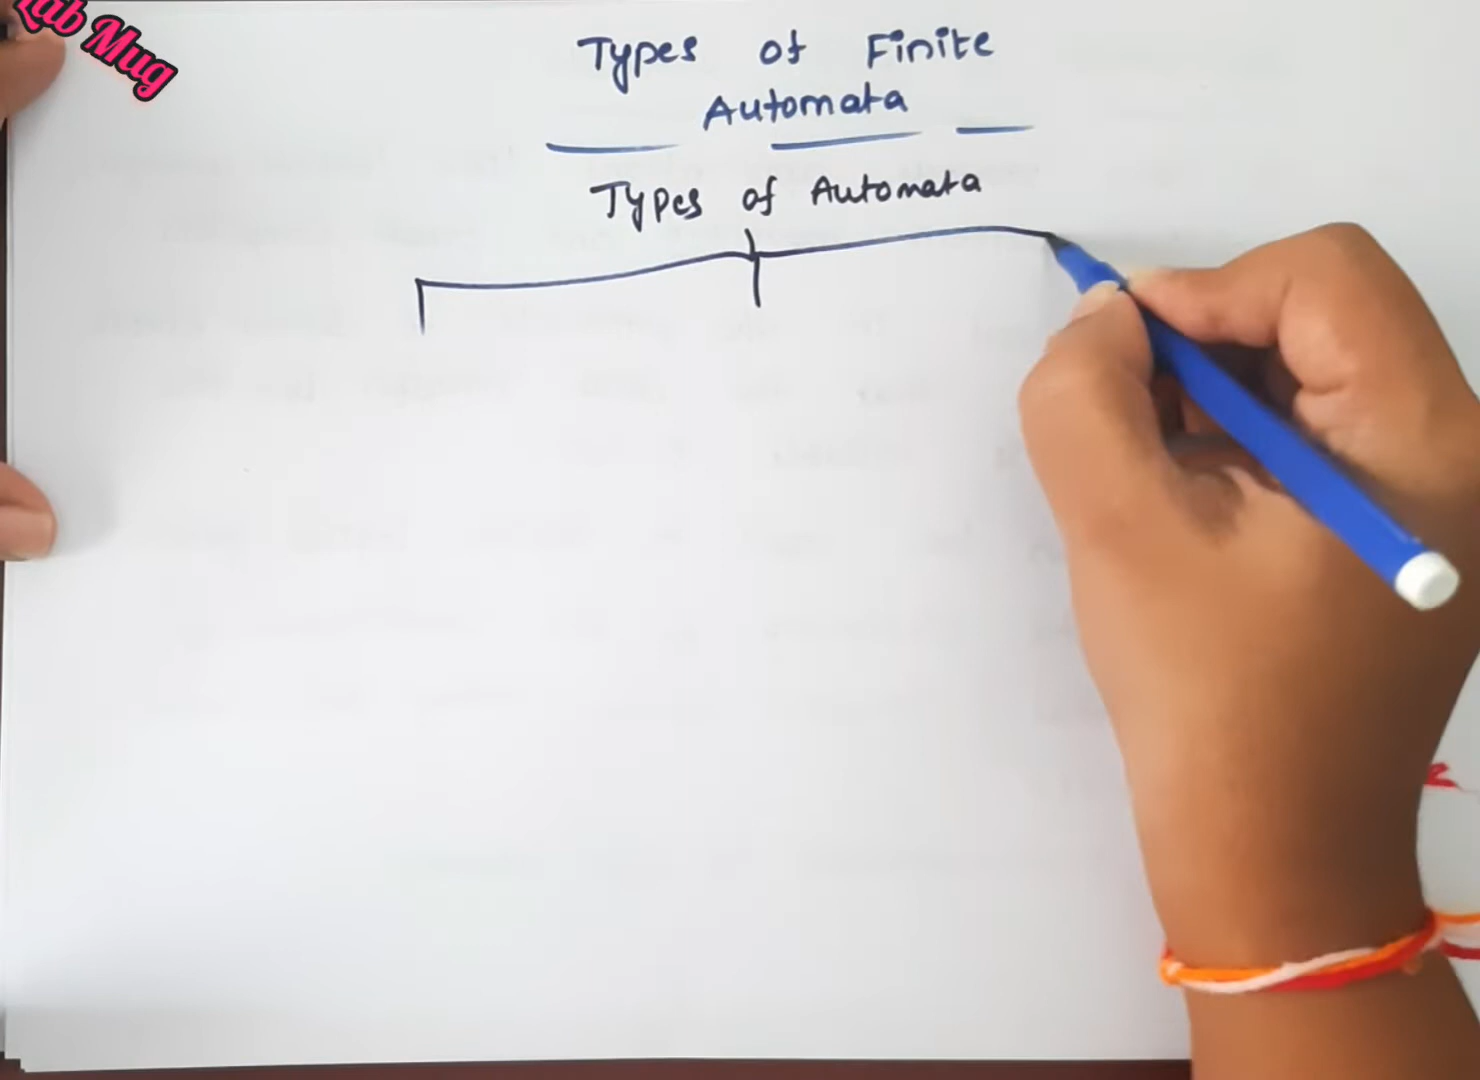 Lab Mug
Types of Finite
Automata
Types of Automata